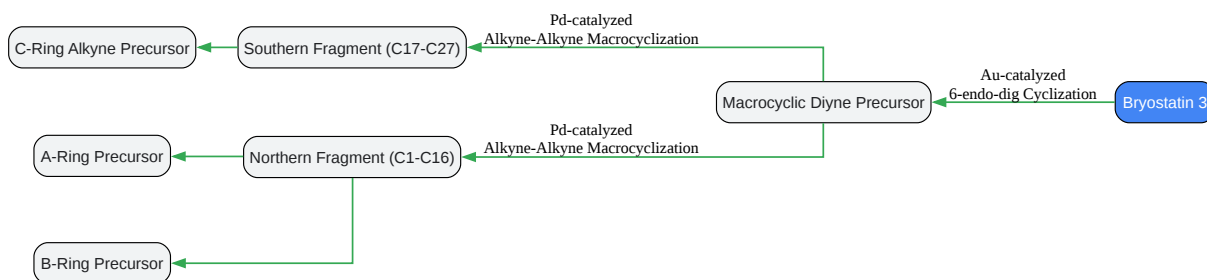 Pd-catalyzed
Alkyne-Alkyne Macrocyclization
C-Ring Alkyne Precursor
Southern Fragment (C17-C27)
Au-catalyzed
6-endo-dig Cyclization
Macrocyclic Diyne Precursor
Bryostatin 3
Pd-catalyzed
Alkyne-Alkyne Macrocyclization
A-Ring Precursor
Northern Fragment (C1-C16)
B-Ring Precursor